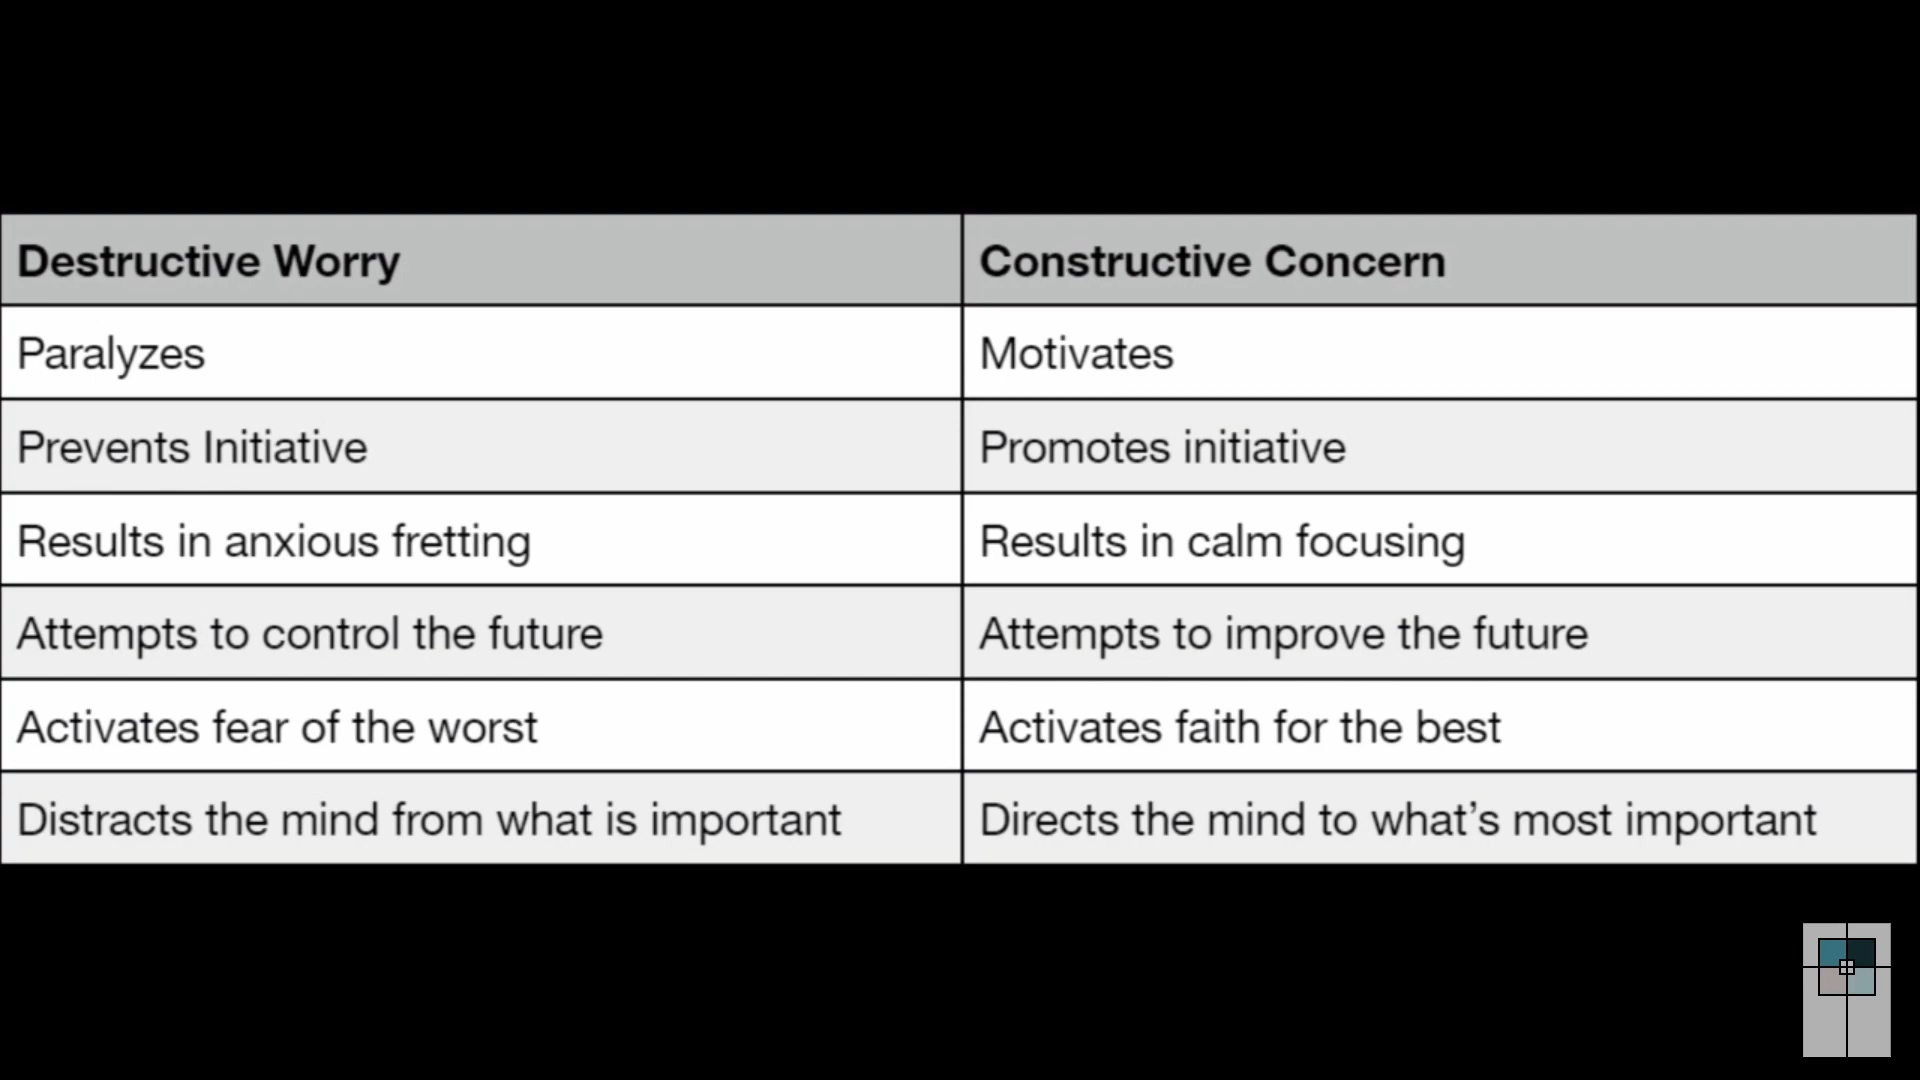 Destructive Worry
Constructive Concern
Paralyzes
Motivates
Prevents Initiative
Promotes initiative
Results in anxious fretting
Results in calm focusing
Attempts to control the future
Attempts to improve the future
Activates fear of the worst
Activates faith for the best
Distracts the mind from what is important
Directs the mind to what’s most important